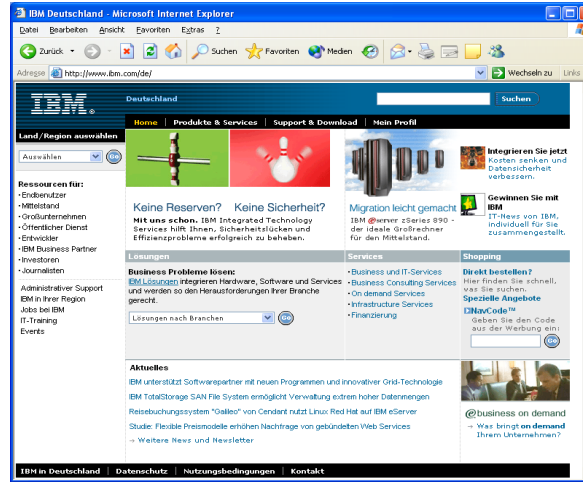 IBM Deutschland - Microsoft Internet Explorer
Datei Bearbeiten Ansicht Favoriten Extras ?
Zurück Suchen Favoriten Medien
Adresse http://www.ibm.com/de/ Wechseln zu Links
IBM. Deutschland Suchen
Home | Produkte & Services | Support & Download | Mein Profil
Land/Region auswählen
Auswählen Go
Ressourcen für:
Endbenutzer
Mittelstand
Großunternehmen
Öffentlicher Dienst
Entwickler
IBM Business Partner
Investoren
Journalisten
Administrativer Support
IBM in Ihrer Region
Jobs bei IBM
IT-Training
Events
Keine Reserven? Keine Sicherheit?
Mit uns schon. IBM Integrated Technology
Services hilft Ihnen, Sicherheitslücken und
Effizienzprobleme erfolgreich zu beheben.
Migration leicht gemacht
IBM eserver zSeries 890 -
der ideale Großrechner
für den Mittelstand.
Integrieren Sie jetzt
Kosten senken und
Datensicherheit
verbessern.
Gewinnen Sie mit
IBM
IT-News von IBM,
individuell für Sie
zusammengestellt.
Lösungen
Business Probleme lösen:
IBM Lösungen integrieren Hardware, Software und Services
und werden so den Herausforderungen Ihrer Branche
gerecht.
Lösungen nach Branchen Go
Services
Business und IT-Services
Business Consulting Services
On demand Services
Infrastructure Services
Finanzierung
Shopping
Direkt bestellen?
Hier finden Sie schnell,
was Sie suchen.
Spezielle Angebote
NavCode™
Geben Sie den Code
aus der Werbung ein:
Go
Aktuelles
IBM unterstützt Softwarepartner mit neuen Programmen und innovativer Grid-Technologie
IBM TotalStorage SAN File System ermöglicht Verwaltung extrem hoher Datenmengen
Reisebuchungssystem "Galileo" von Cendant nutzt Linux Red Hat auf IBM eServer
Studie: Flexible Preismodelle erhöhen Nachfrage von gebündelten Web Services
→ Weitere News und Newsletter
e business on demand
→ Was bringt on demand
Ihrem Unternehmen?
IBM in Deutschland | Datenschutz | Nutzungsbedingungen | Kontakt